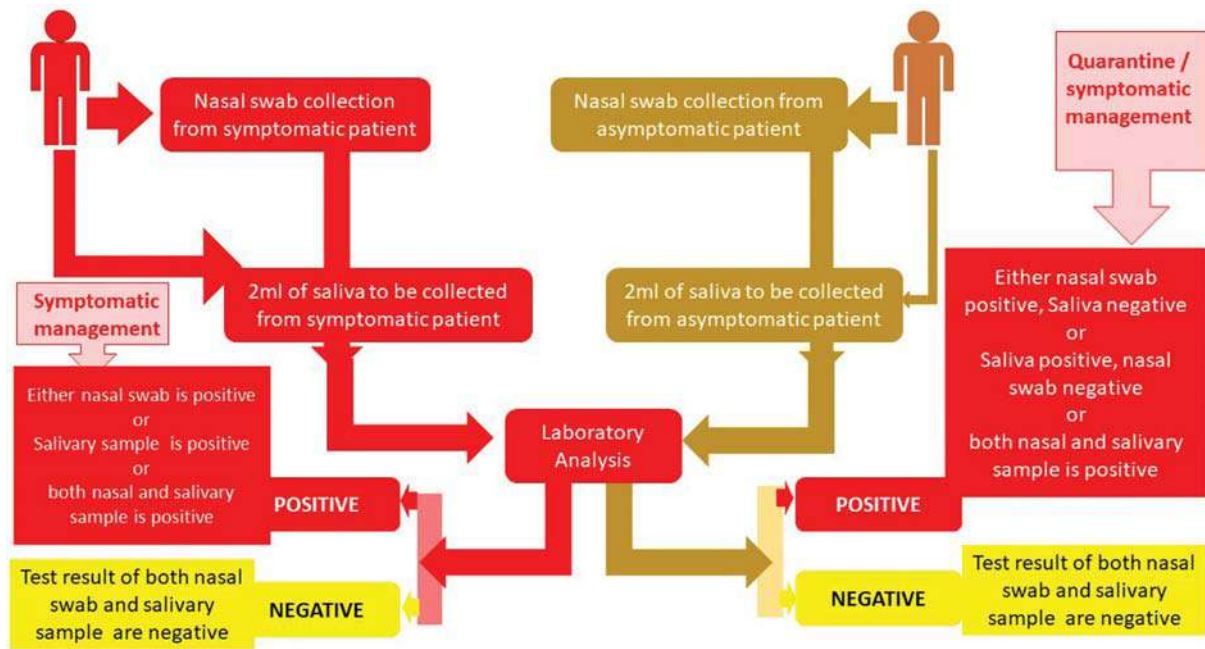 Nasal swab collection
from symptomatic patient
Nasal swab collection from
asymptomatic patient
Quarantine /
symptomatic
management
2ml of saliva to be collected
from symptomatic patient
2ml of saliva to be collected
from asymptomatic patient
Symptomatic
management
Either nasal swab
positive, Saliva negative
or
Saliva positive, nasal
swab negative
or
both nasal and salivary
sample is positive
Either nasal swab is positive
or
Salivary sample is positive
or
both nasal and salivary
sample is positive
Laboratory
Analysis
POSITIVE
POSITIVE
Test result of both nasal
swab and salivary
sample are negative
NEGATIVE
NEGATIVE
Test result of both nasal
swab and salivary
sample are negative